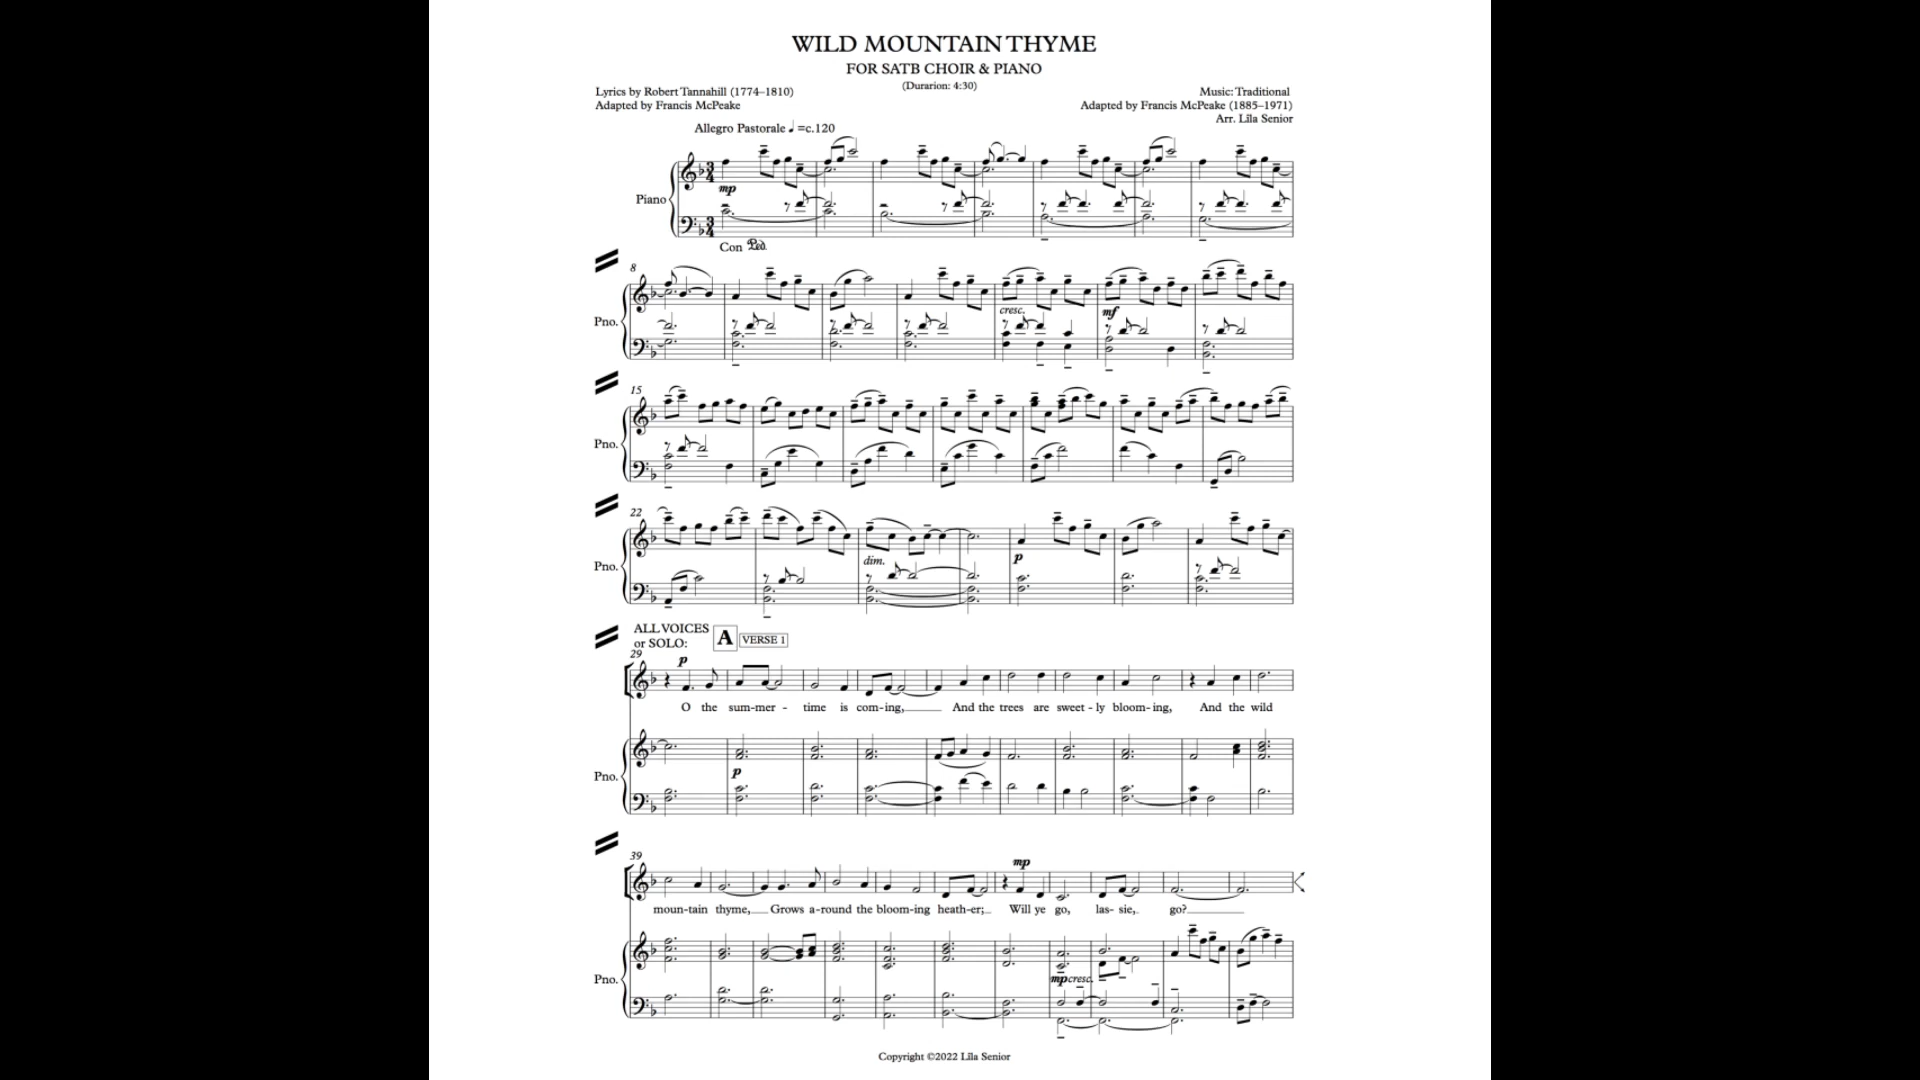 WILD MOUNTAIN THYME
FOR SATB CHOIR & PIANO
(Durarion: 4:30)
Lyrics by Robert Tannahill (1774–1810)
Adapted by Francis McPeake
Music: Traditional
Adapted by Francis McPeake (1885–1971)
Arr. Lila Senior
Allegro Pastorale ♩=c.120
Piano
mp
Con Ped.
8
Pno.
cresc.
mf
15
Pno.
22
Pno.
dim.
p
ALL VOICES
or SOLO:
A
VERSE 1
29
p
O the sum-mer - time is com-ing,___ And the trees are sweet - ly bloom-ing, And the wild
Pno.
p
39
mp
moun-tain thyme,___ Grows a-round the bloom-ing heath-er;_ Will ye go, las- sie,_ go?___
Pno.
mp cresc.
Copyright ©2022 Lila Senior